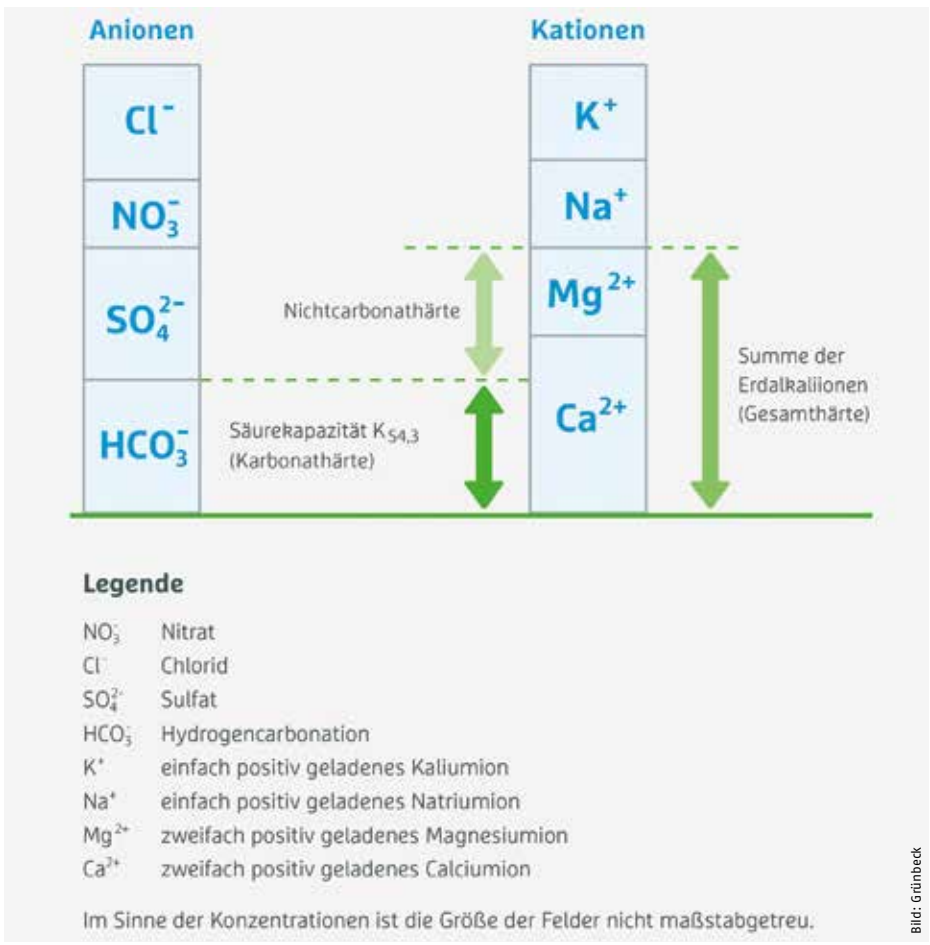 Anionen
Kationen
Cl⁻
NO₃⁻
SO₄²⁻
HCO₃⁻
K⁺
Na⁺
Mg²⁺
Ca²⁺
Nichtcarbonathärte
Säurekapazität K S4,3
(Karbonathärte)
Summe der
Erdalkaliionen
(Gesamthärte)
Legende
NO₃⁻ Nitrat
Cl⁻ Chlorid
SO₄²⁻ Sulfat
HCO₃⁻ Hydrogencarbonation
K⁺ einfach positiv geladenes Kaliumion
Na⁺ einfach positiv geladenes Natriumion
Mg²⁺ zweifach positiv geladenes Magnesiumion
Ca²⁺ zweifach positiv geladenes Calciumion
Im Sinne der Konzentrationen ist die Größe der Felder nicht maßstabgetreu.
Bild: Grünbeck